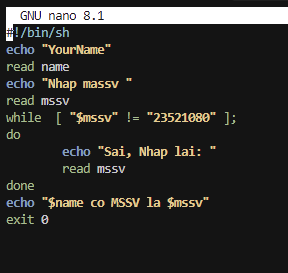 GNU nano 8.1
#!/bin/sh
echo "YourName"
read name
echo "Nhap massv "
read mssv
while  [ "$mssv" != "23521080" ];
do
        echo "Sai, Nhap lai: "
        read mssv
done
echo "$name co MSSV la $mssv"
exit 0